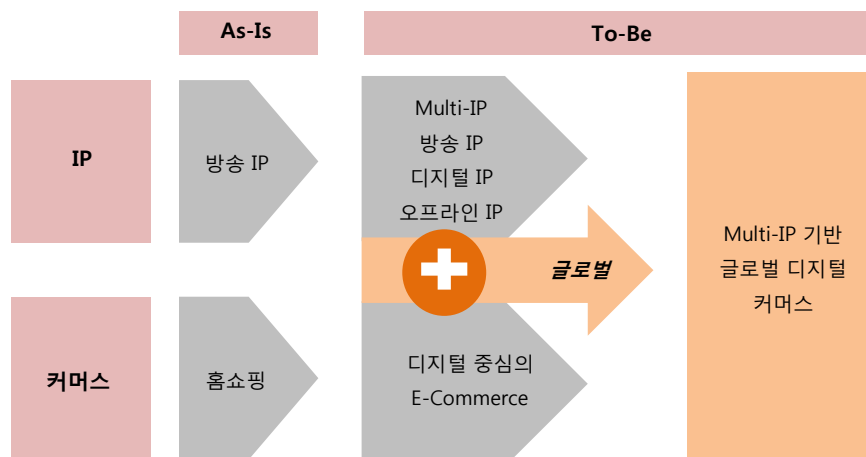 As-Is
To-Be
IP
방송 IP
Multi-IP
방송 IP
디지털 IP
오프라인 IP
글로벌
Multi-IP 기반
글로벌 디지털
커머스
커머스
홈쇼핑
디지털 중심의
E-Commerce